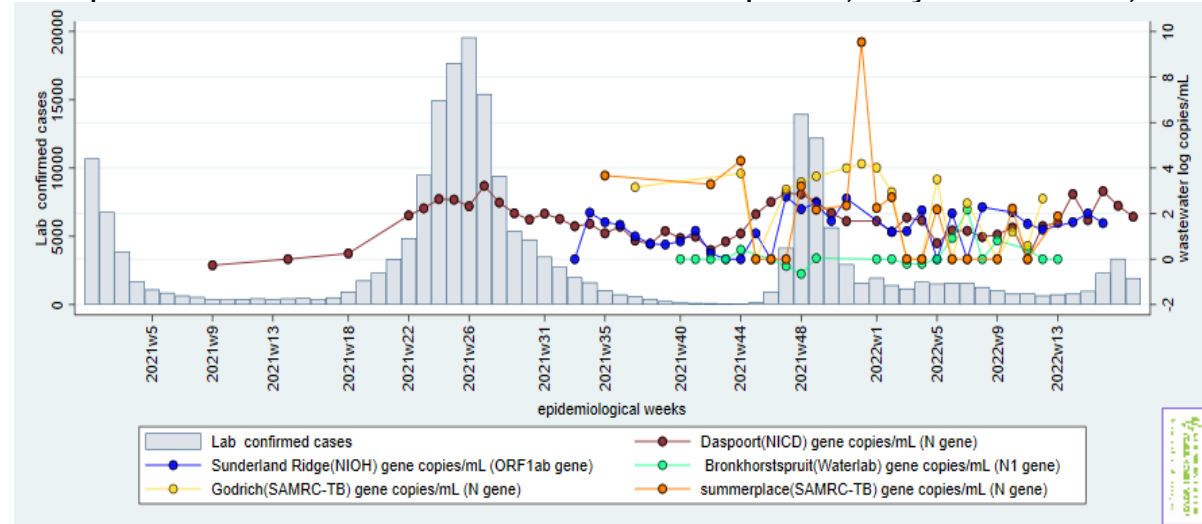 20000
15000
10000
5000
0
Lab confirmed cases
10
8
6
4
2
0
-2
wastewater log copies/mL
2021w5
2021w9
2021w13
2021w18
2021w22
2021w26
2021w31
2021w35
2021w40
2021w44
2021w48
2022w1
2022w5
2022w9
2022w13
epidemiological weeks
Lab confirmed cases
Daspoort(NICD) gene copies/mL (N gene)
Sunderland Ridge(NIOH) gene copies/mL (ORF1ab gene)
Bronkhorstspruit(Waterlab) gene copies/mL (N1 gene)
Godrich(SAMRC-TB) gene copies/mL (N gene)
summerplace(SAMRC-TB) gene copies/mL (N gene)